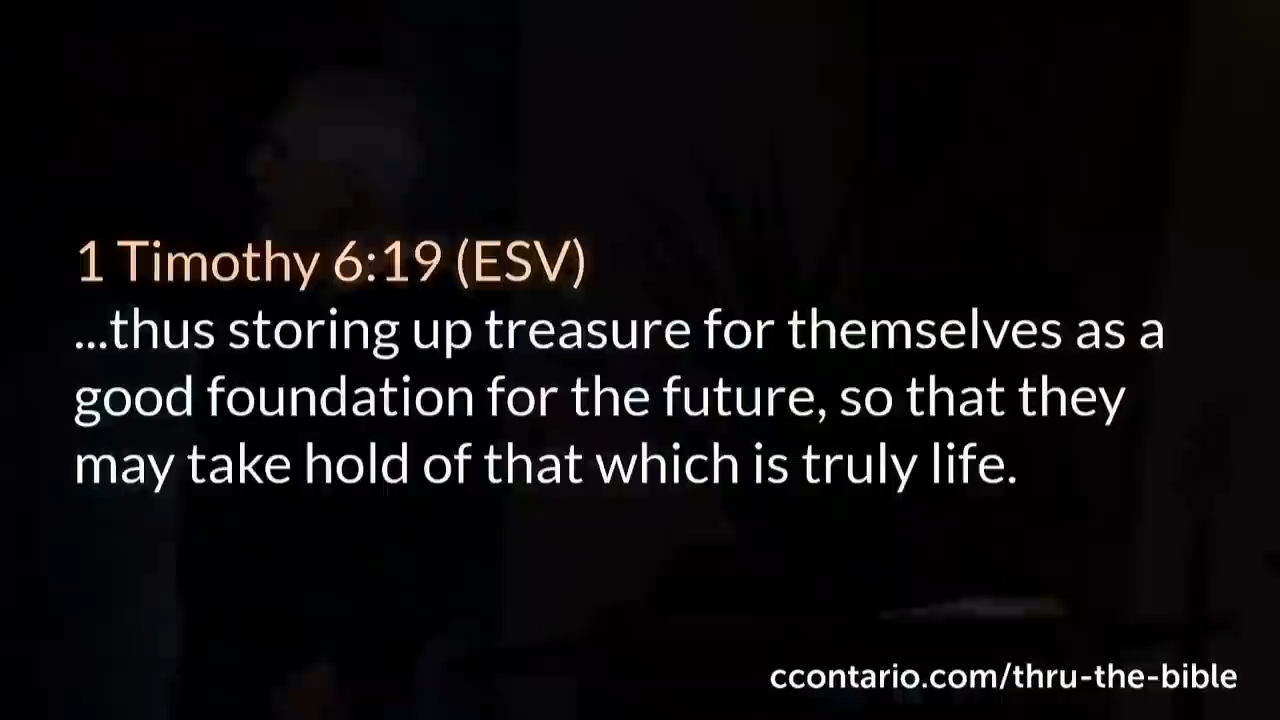 1 Timothy 6:19 (ESV)
...thus storing up treasure for themselves as a
good foundation for the future, so that they
may take hold of that which is truly life.
ccontario.com/thru-the-bible